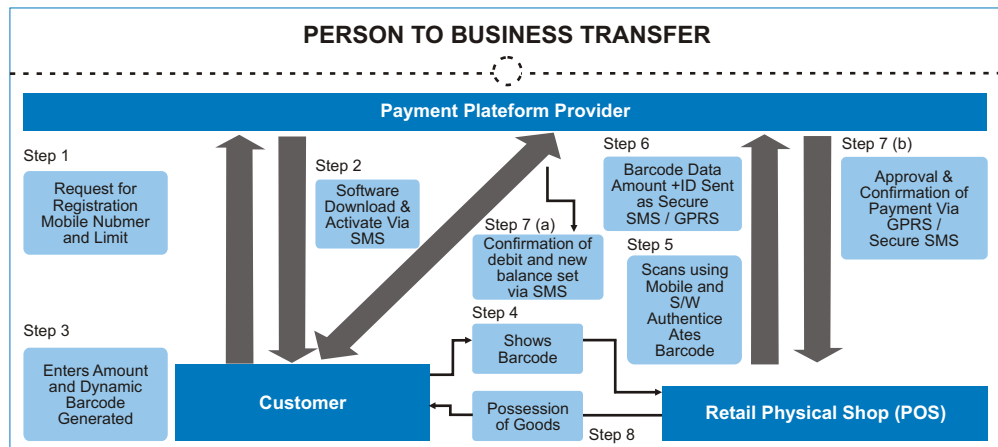 PERSON TO BUSINESS TRANSFER
Payment Plateform Provider
Step 1
Request for
Registration
Mobile Nubmer
and Limit
Step 2
Software
Download &
Activate Via
SMS
Step 6
Barcode Data
Amount +ID Sent
as Secure
SMS / GPRS
Step 7 (b)
Approval &
Confirmation of
Payment Via
GPRS /
Secure SMS
Step 7 (a)
Confirmation of
debit and new
balance set
via SMS
Step 5
Scans using
Mobile and
S/W
Authentice
Ates
Barcode
Step 3
Enters Amount
and Dynamic
Barcode
Generated
Step 4
Shows
Barcode
Customer
Possession
of Goods
Step 8
Retail Physical Shop (POS)